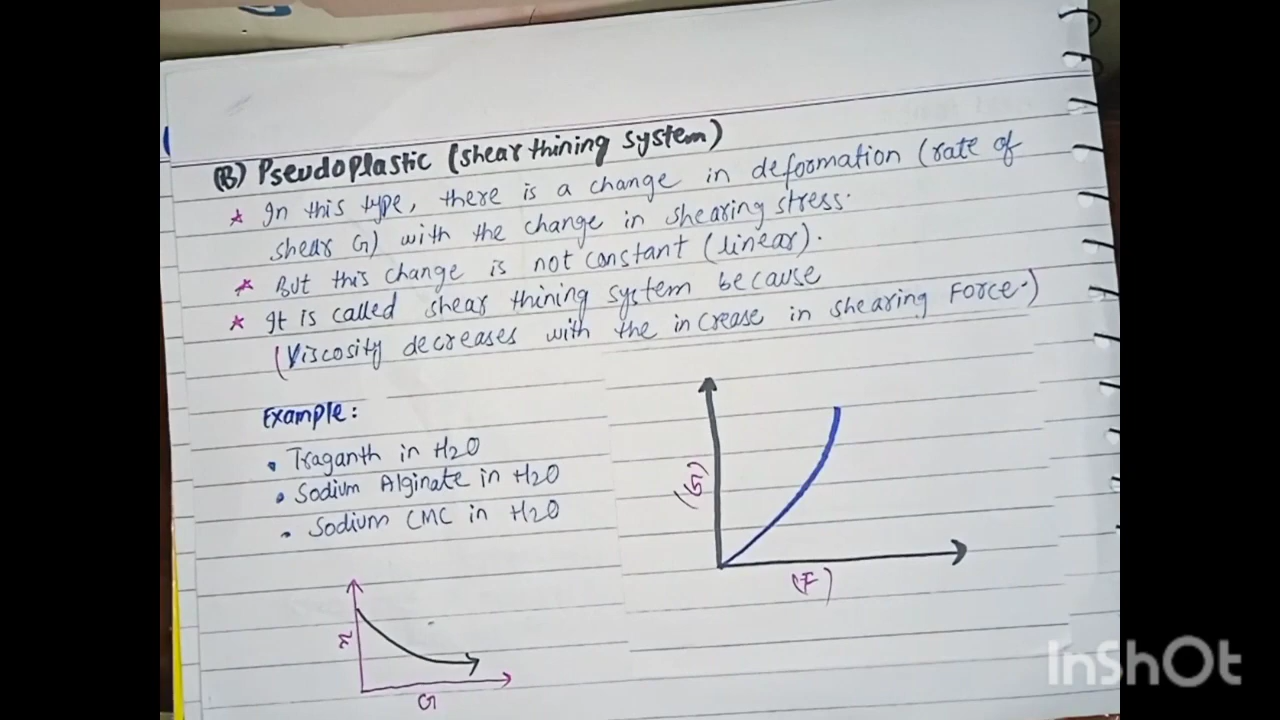 (B) Pseudoplastic (shear thining system)
* In this type, there is a change in deformation (rate of
shear G) with the change in shearing stress.
* But this change is not constant (linear).
* It is called shear thining system because
(Viscosity decreases with the increase in shearing Force.)
Example:
• Traganth in H2O
• Sodium Alginate in H2O
• Sodium CMC in H2O
(G)
(F)
η
G
InShOt